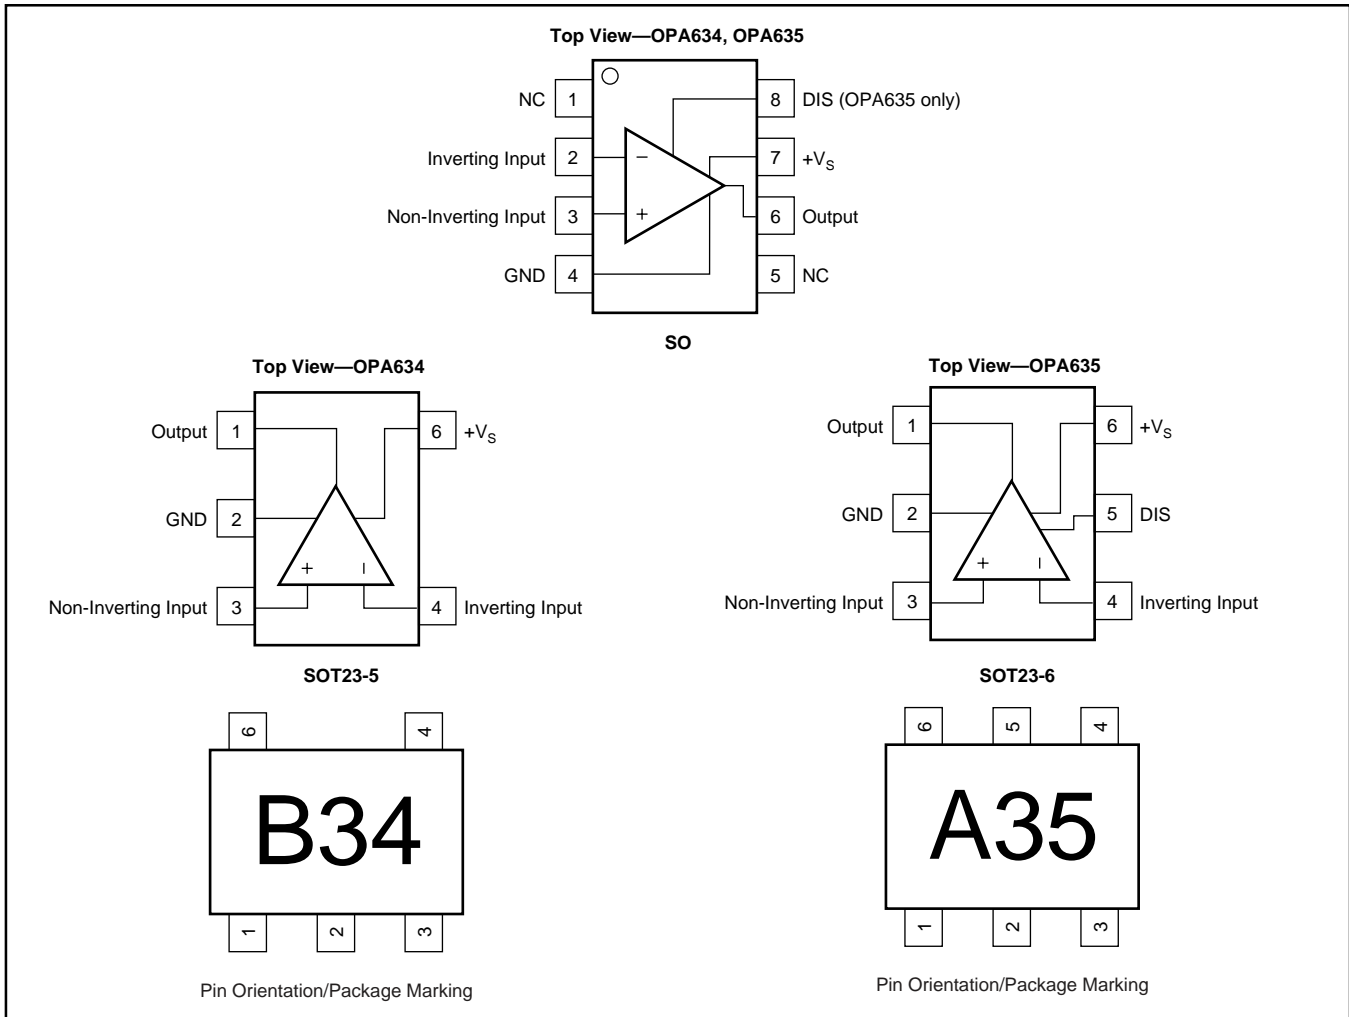 Top View—OPA634, OPA635
NC 1 8 DIS (OPA635 only)
Inverting Input 2 − 7 +VS
Non-Inverting Input 3 + 6 Output
GND 4 5 NC
SO
Top View—OPA634
Output 1 6 +VS
GND 2
+ −
Non-Inverting Input 3 4 Inverting Input
SOT23-5
6 4
B34
1 2 3
Pin Orientation/Package Marking
Top View—OPA635
Output 1 6 +VS
GND 2 5 DIS
+ −
Non-Inverting Input 3 4 Inverting Input
SOT23-6
6 5 4
A35
1 2 3
Pin Orientation/Package Marking